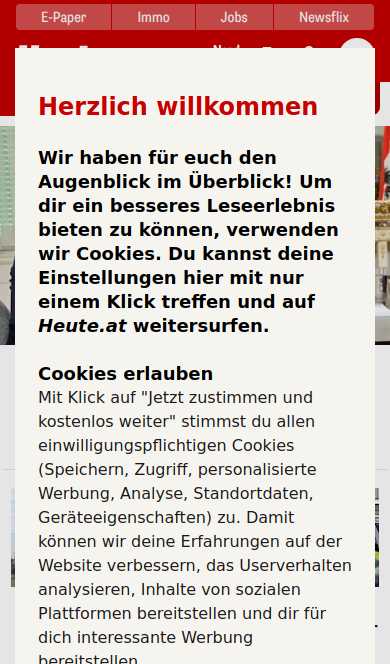 E-Paper
Immo
Jobs
Newsflix
Herzlich willkommen
Wir haben für euch den
Augenblick im Überblick! Um
dir ein besseres Leseerlebnis
bieten zu können, verwenden
wir Cookies. Du kannst deine
Einstellungen hier mit nur
einem Klick treffen und auf
Heute.at weitersurfen.
Cookies erlauben
Mit Klick auf "Jetzt zustimmen und
kostenlos weiter" stimmst du allen
einwilligungspflichtigen Cookies
(Speichern, Zugriff, personalisierte
Werbung, Analyse, Standortdaten,
Geräteeigenschaften) zu. Damit
können wir deine Erfahrungen auf der
Website verbessern, das Userverhalten
analysieren, Inhalte von sozialen
Plattformen bereitstellen und dir für
dich interessante Werbung
bereitstellen